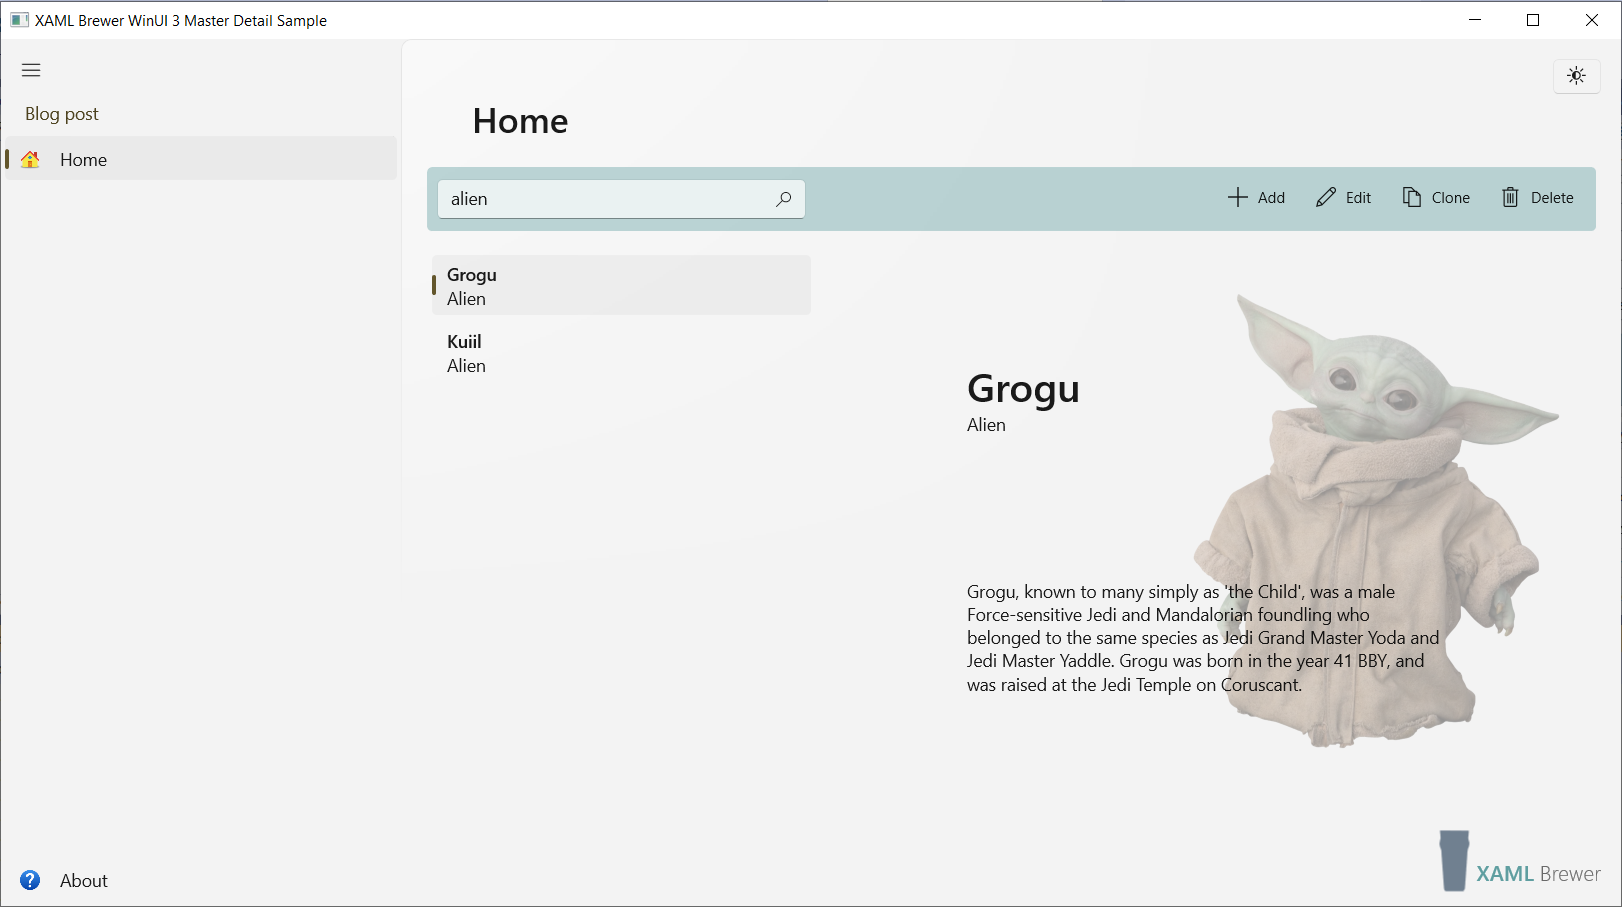 XAML Brewer WinUI 3 Master Detail Sample
Blog post
Home
Home
alien
Add
Edit
Clone
Delete
Grogu
Alien
Kuiil
Alien
Grogu
Alien
Grogu, known to many simply as 'the Child', was a male
Force-sensitive Jedi and Mandalorian foundling who
belonged to the same species as Jedi Grand Master Yoda and
Jedi Master Yaddle. Grogu was born in the year 41 BBY, and
was raised at the Jedi Temple on Coruscant.
About
XAML Brewer